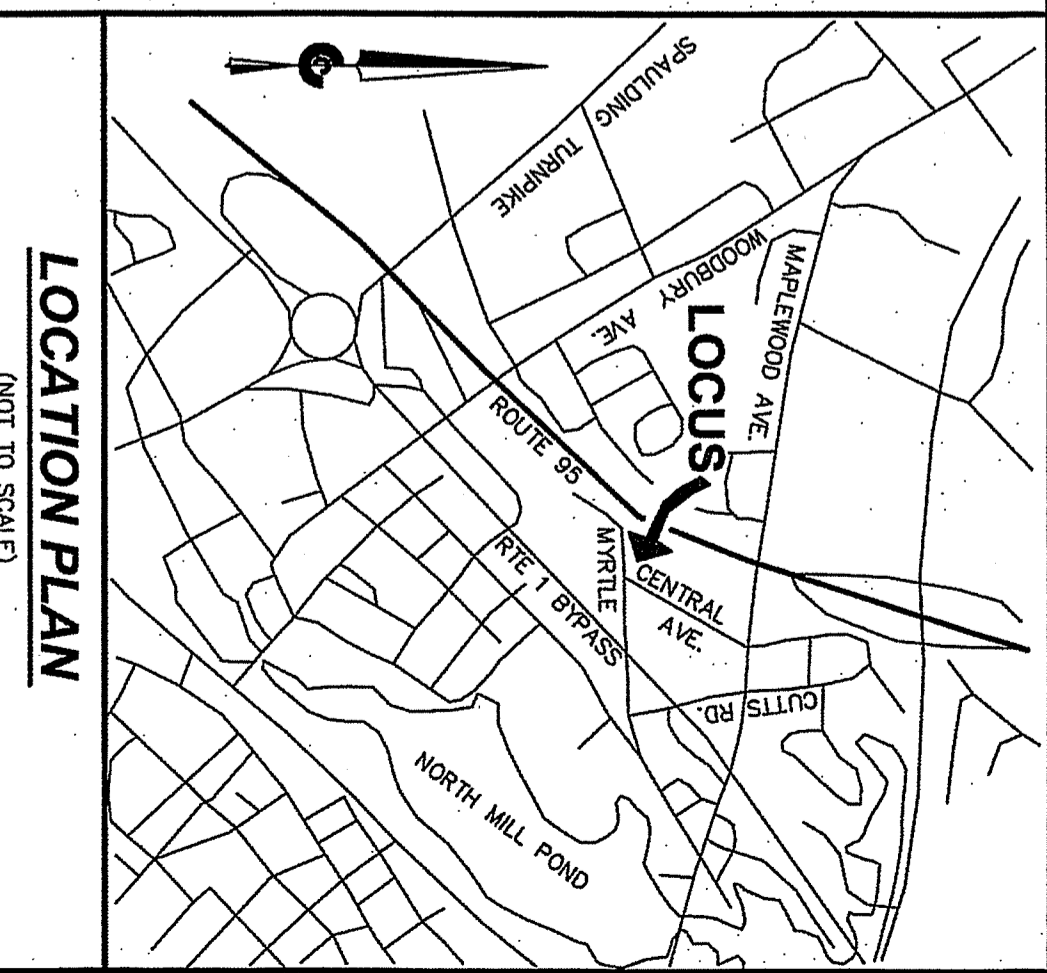 SPAULDING
TURNPIKE
WOODBURY
AVE.
MAPLEWOOD AVE.
LOCUS
ROUTE 95
MYRTLE
CENTRAL
AVE.
RTE 1 BYPASS
CUTTS RD.
NORTH MILL POND
LOCATION PLAN
(NOT TO SCALE)